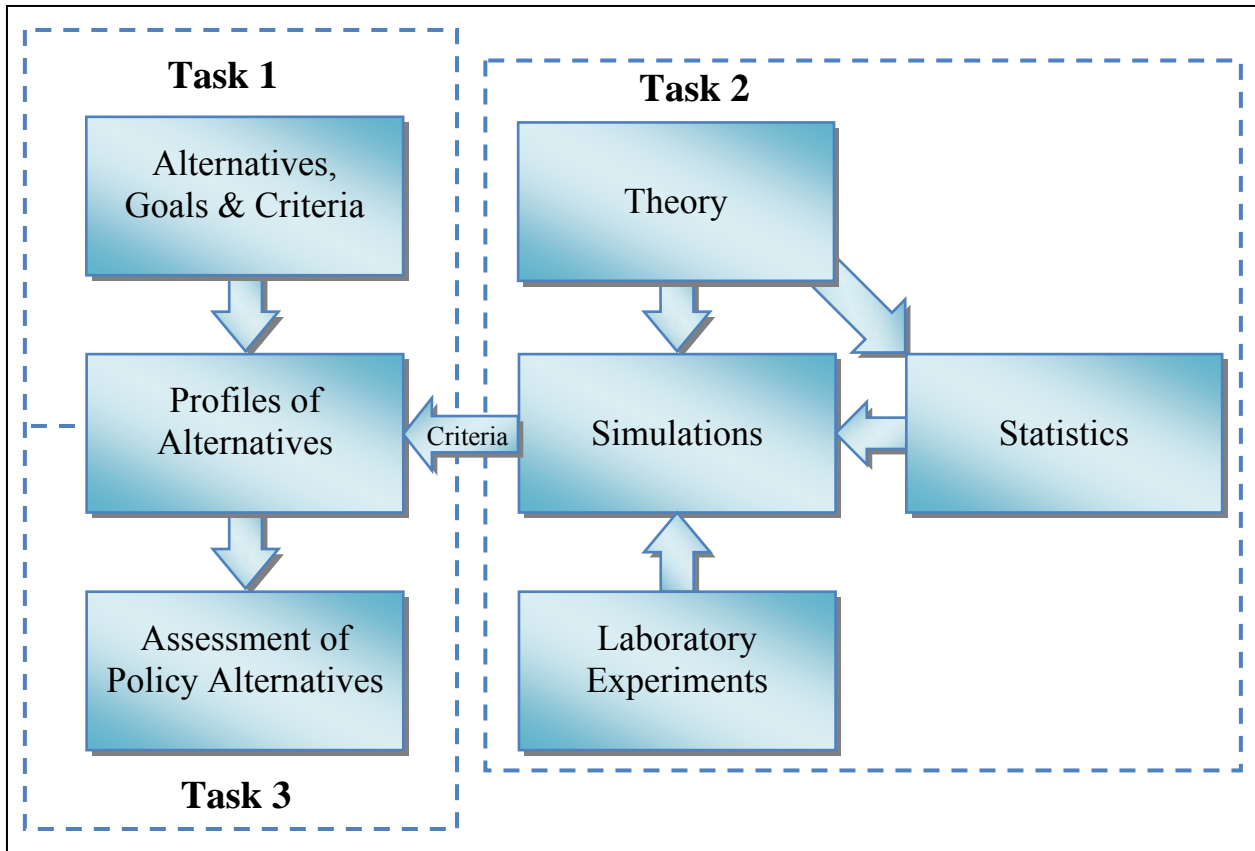 Task 1
Alternatives,
Goals & Criteria
Profiles of
Alternatives
Assessment of
Policy Alternatives
Task 3
Criteria
Task 2
Theory
Simulations
Statistics
Laboratory
Experiments